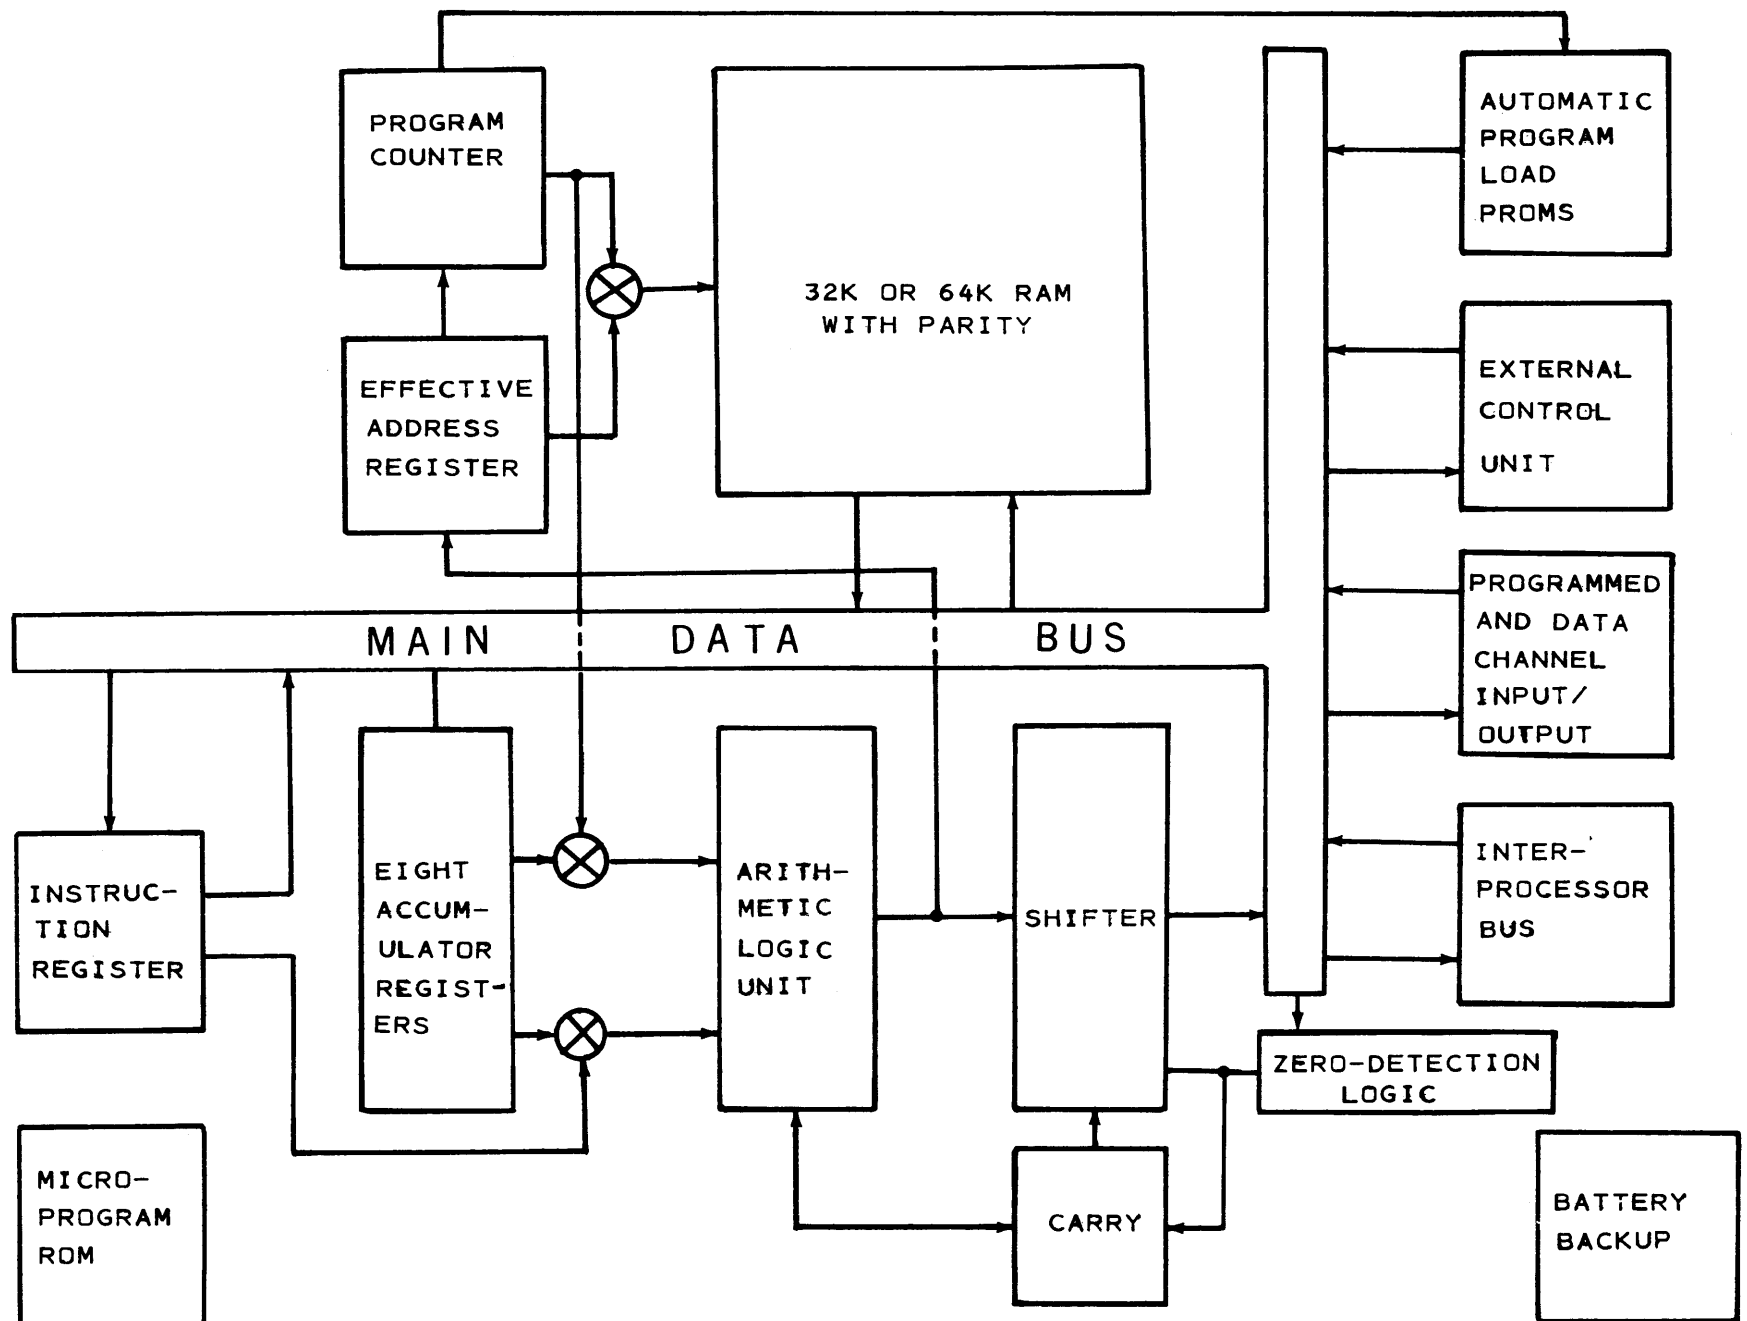 PROGRAM
COUNTER
32K OR 64K RAM
WITH PARITY
AUTOMATIC
PROGRAM
LOAD
PROMS
EFFECTIVE
ADDRESS
REGISTER
EXTERNAL
CONTROL
UNIT
MAIN DATA BUS
PROGRAMMED
AND DATA
CHANNEL
INPUT/
OUTPUT
INSTRUC-
TION
REGISTER
EIGHT
ACCUM-
ULATOR
REGIST-
ERS
ARITH-
METIC
LOGIC
UNIT
SHIFTER
INTER-
PROCESSOR
BUS
ZERO-DETECTION
LOGIC
MICRO-
PROGRAM
ROM
CARRY
BATTERY
BACKUP